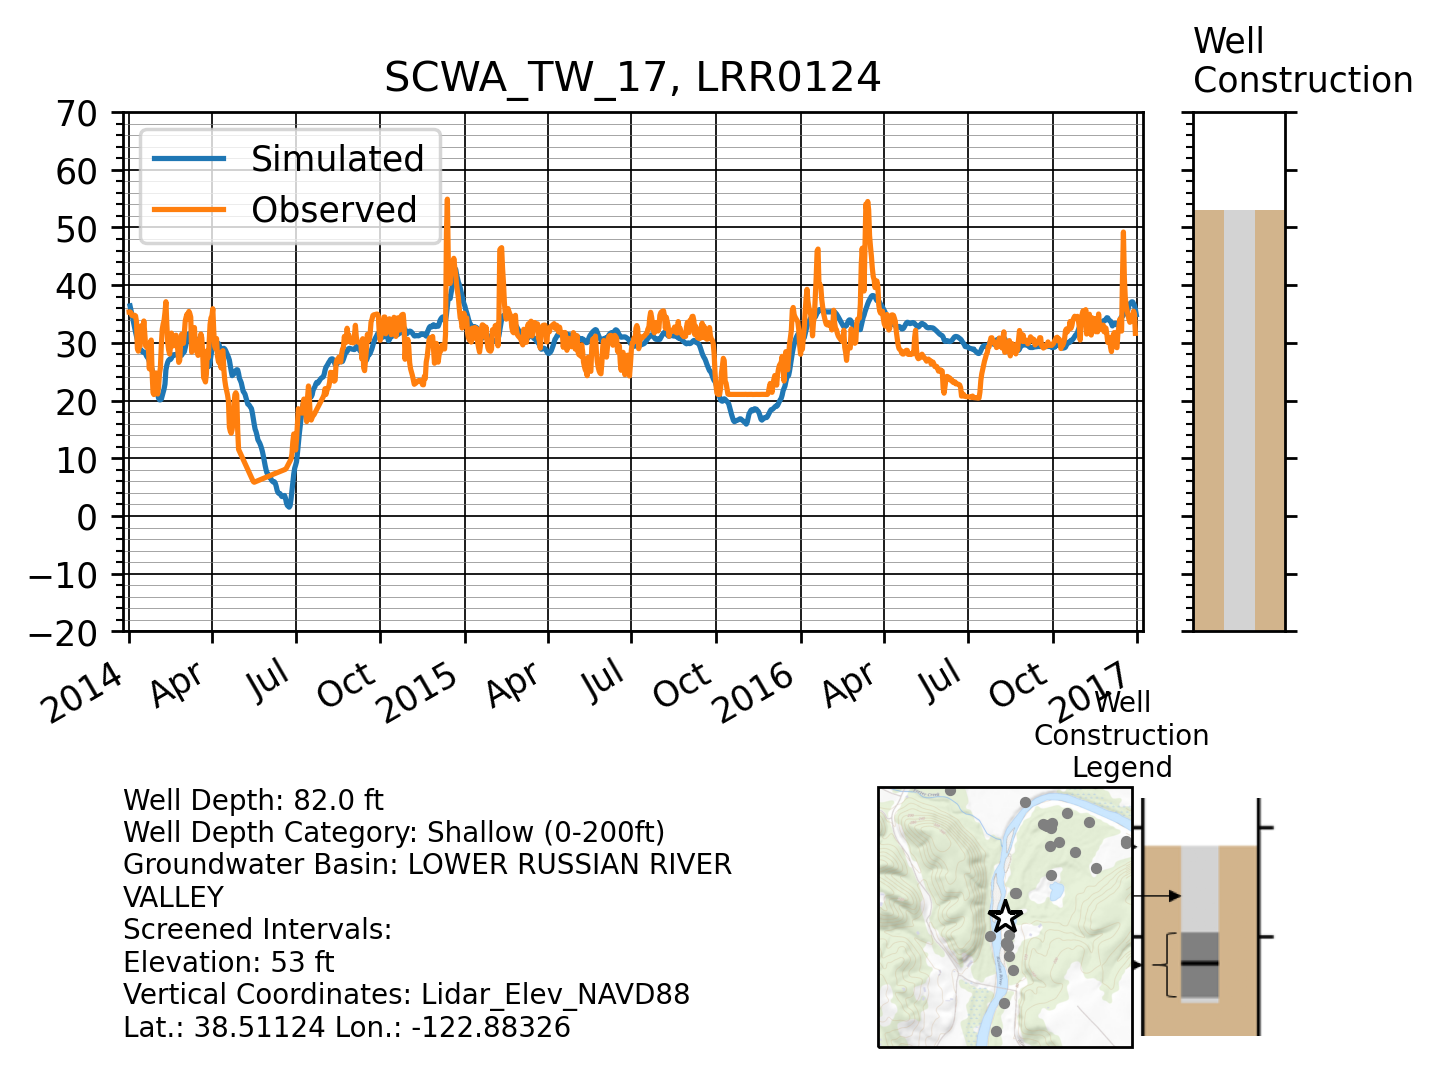 Well
Construction
SCWA_TW_17, LRR0124
70
60
50
40
30
20
10
0
−10
−20
Simulated
Observed
2014
Apr
Jul
Oct
2015
Apr
Jul
Oct
2016
Apr
Jul
Oct
2017
Well
Construction
Legend
Well Depth: 82.0 ft
Well Depth Category: Shallow (0-200ft)
Groundwater Basin: LOWER RUSSIAN RIVER
VALLEY
Screened Intervals:
Elevation: 53 ft
Vertical Coordinates: Lidar_Elev_NAVD88
Lat.: 38.51124 Lon.: -122.88326